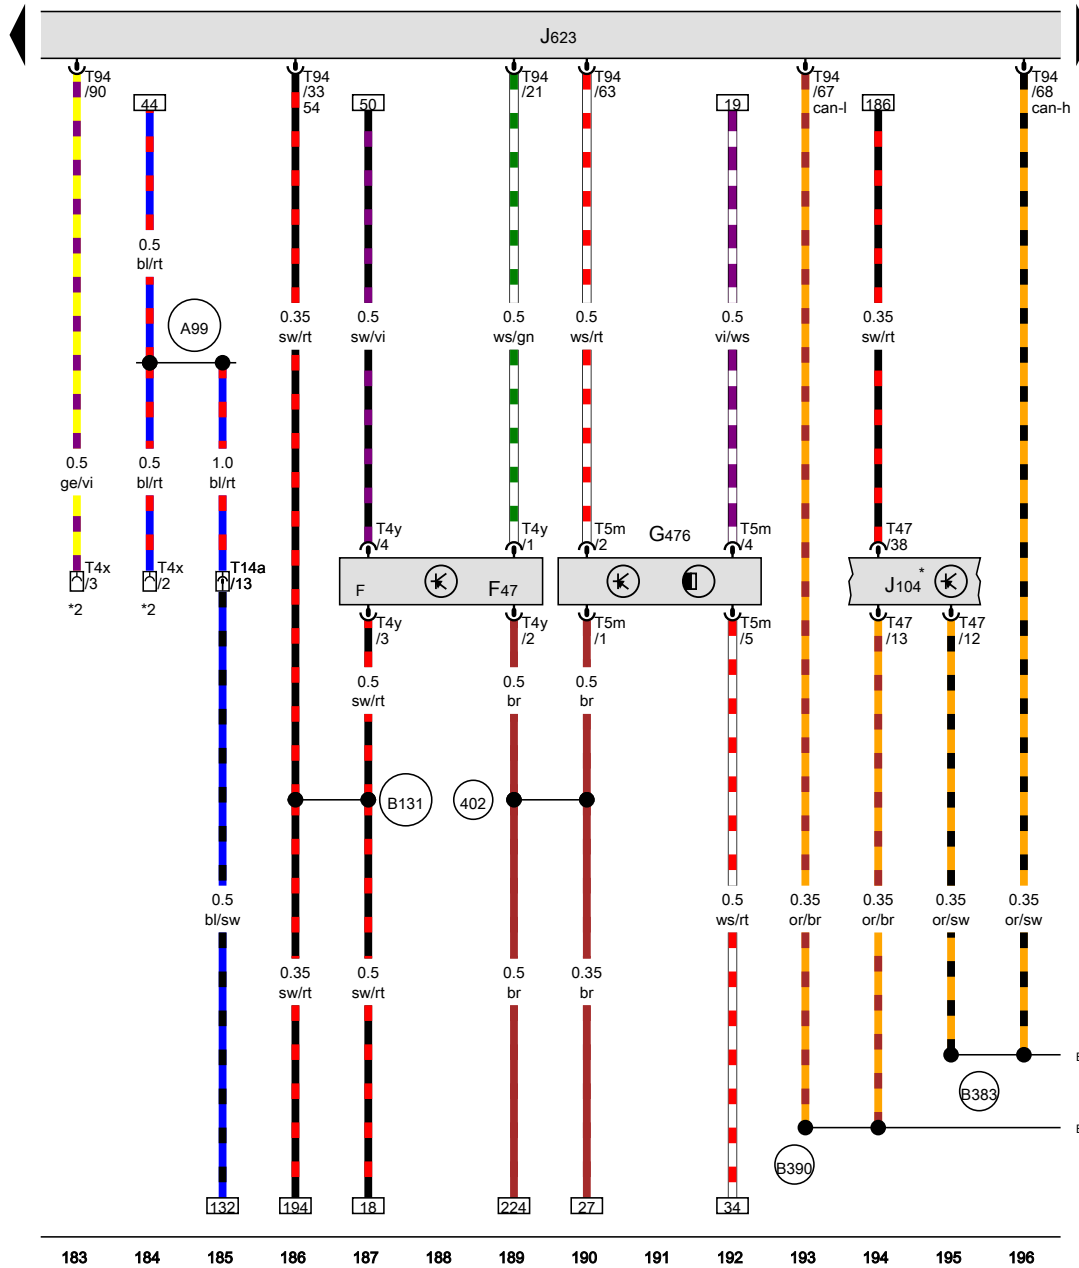 J623
T94
/90
T94
/33
54
T94
/21
T94
/63
T94
/67
can-l
T94
/68
can-h
44
50
19
186
0.5
bl/rt
A99
0.35
sw/rt
0.5
sw/vi
0.5
ws/gn
0.5
ws/rt
0.5
vi/ws
0.35
sw/rt
0.5
ge/vi
0.5
bl/rt
1.0
bl/rt
T4y
/4
T4y
/1
T5m
/2
G476
T5m
/4
T47
/38
T4x
/3
*2
T4x
/2
*2
T14a
/13
F
F47
J104
*
T4y
/3
T4y
/2
T5m
/1
T5m
/5
T47
/13
T47
/12
0.5
sw/rt
0.5
br
0.5
br
B131
402
0.5
bl/sw
0.5
ws/rt
0.35
or/br
0.35
or/br
0.35
or/sw
0.35
or/sw
0.35
sw/rt
0.5
sw/rt
0.5
br
0.35
br
B383
B390
132
194
18
224
27
34
183 184 185 186 187 188 189 190 191 192 193 194 195 196